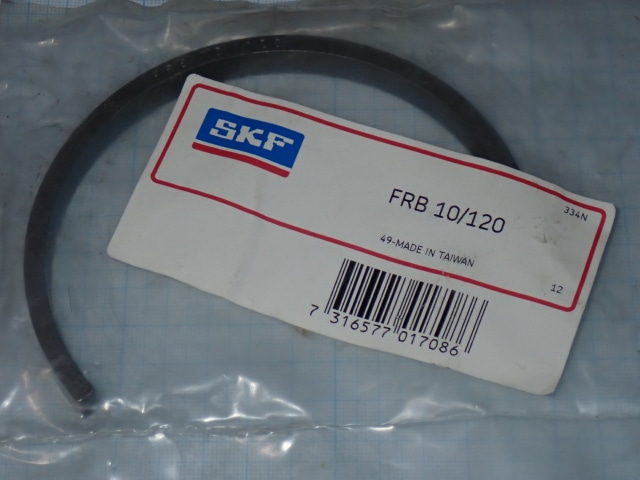 SKF
334N
FRB 10/120
49-MADE IN TAIWAN
12
7 316577 017086